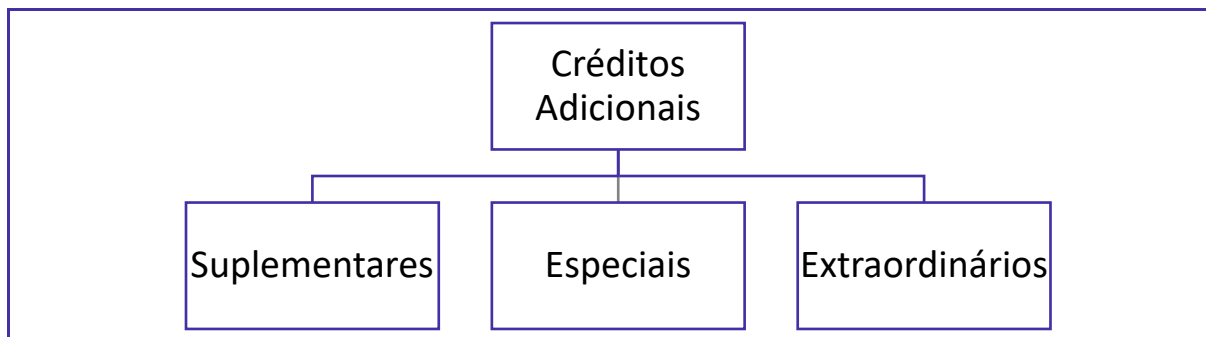 Créditos
Adicionais
Suplementares
Especiais
Extraordinários